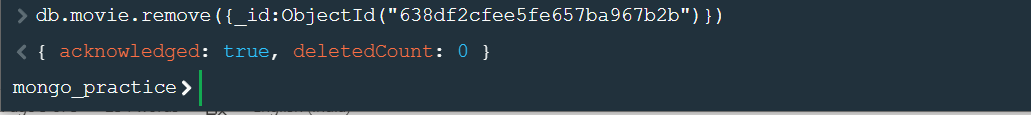 > db.movie.remove({_id:ObjectId("638df2cfee5fe657ba967b2b")})
< { acknowledged: true, deletedCount: 0 }
mongo_practice>